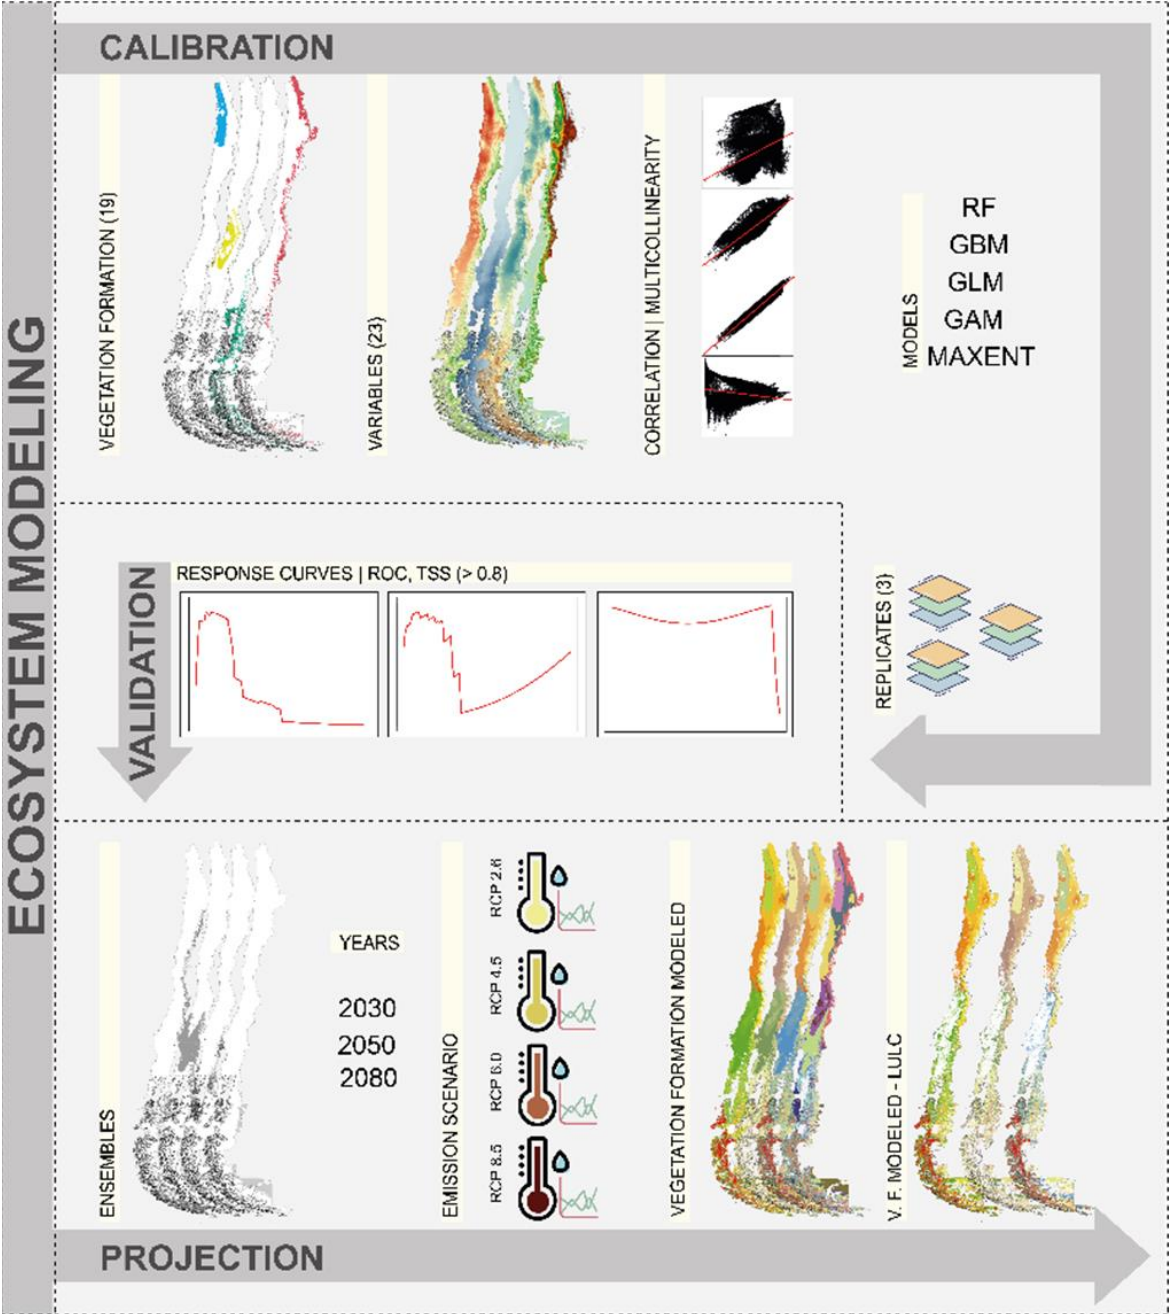 ECOSYSTEM MODELING
CALIBRATION
VEGETATION FORMATION (19)
VARIABLES (23)
CORRELATION | MULTICOLLINEARITY
MODELS
RF
GBM
GLM
GAM
MAXENT
VALIDATION
RESPONSE CURVES | ROC, TSS (> 0.8)
REPLICATES (3)
ENSEMBLES
YEARS
2030
2050
2080
EMISSION SCENARIO
RCP 2.6
RCP 4.5
RCP 6.0
RCP 8.5
VEGETATION FORMATION MODELED
V. F. MODELED - LULC
PROJECTION